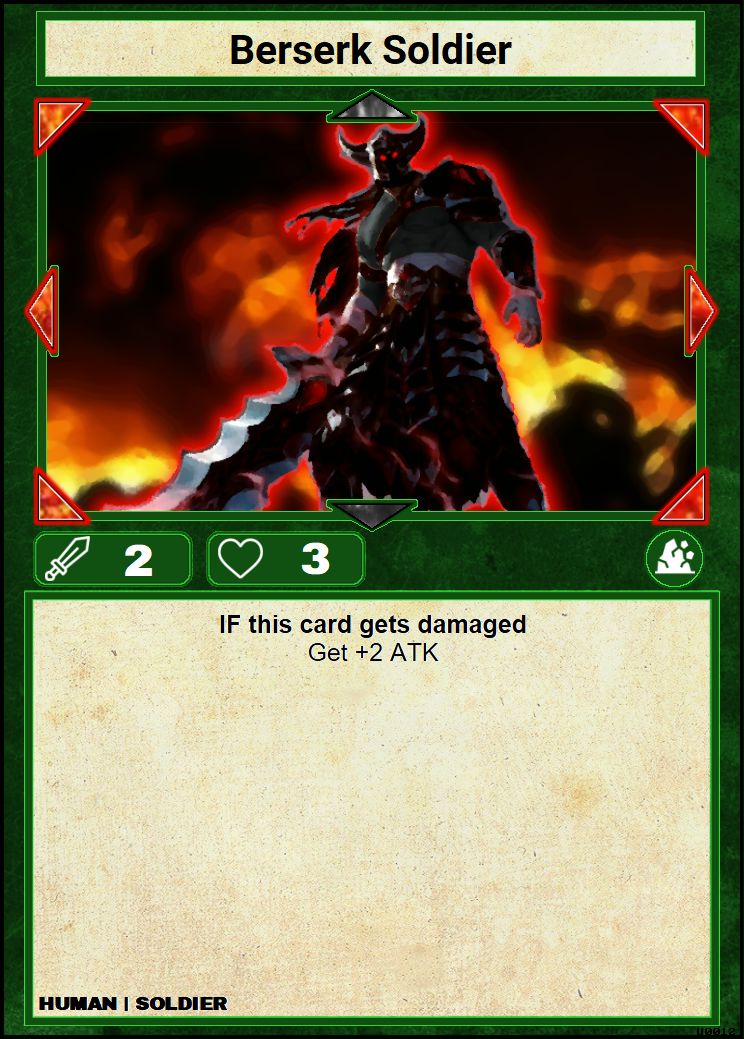 Berserk Soldier
2
3
IF this card gets damaged
Get +2 ATK
HUMAN | SOLDIER